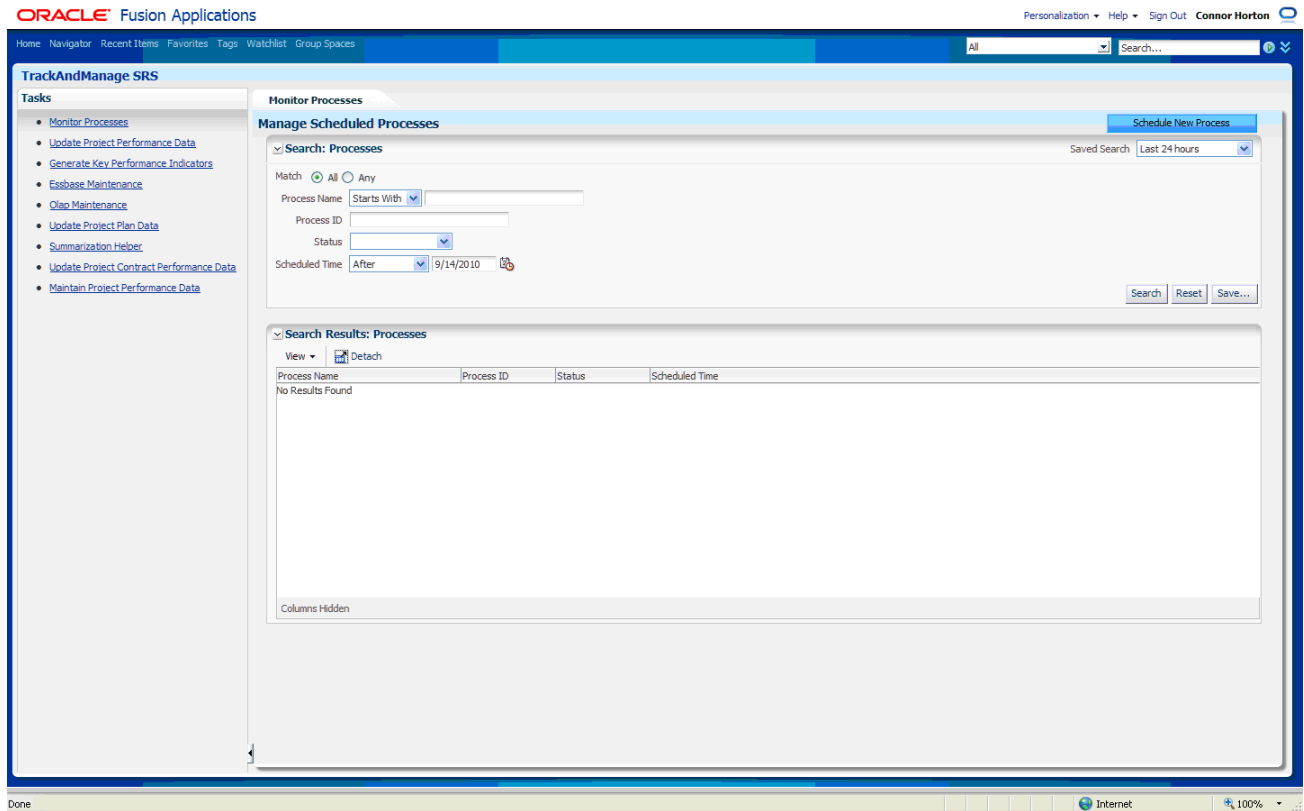 ORACLE Fusion Applications
Personalization Help Sign Out Connor Horton
Home Navigator Recent Items Favorites Tags Watchlist Group Spaces
All Search...
TrackAndManage SRS
Tasks
Monitor Processes
Update Project Performance Data
Generate Key Performance Indicators
Essbase Maintenance
Olap Maintenance
Update Project Plan Data
Summarization Helper
Update Project Contract Performance Data
Maintain Project Performance Data
Monitor Processes
Manage Scheduled Processes
Schedule New Process
Search: Processes
Saved Search Last 24 hours
Match All Any
Process Name Starts With
Process ID
Status
Scheduled Time After 9/14/2010
Search Reset Save...
Search Results: Processes
View Detach
Process Name Process ID Status Scheduled Time
No Results Found
Columns Hidden
Done Internet 100%